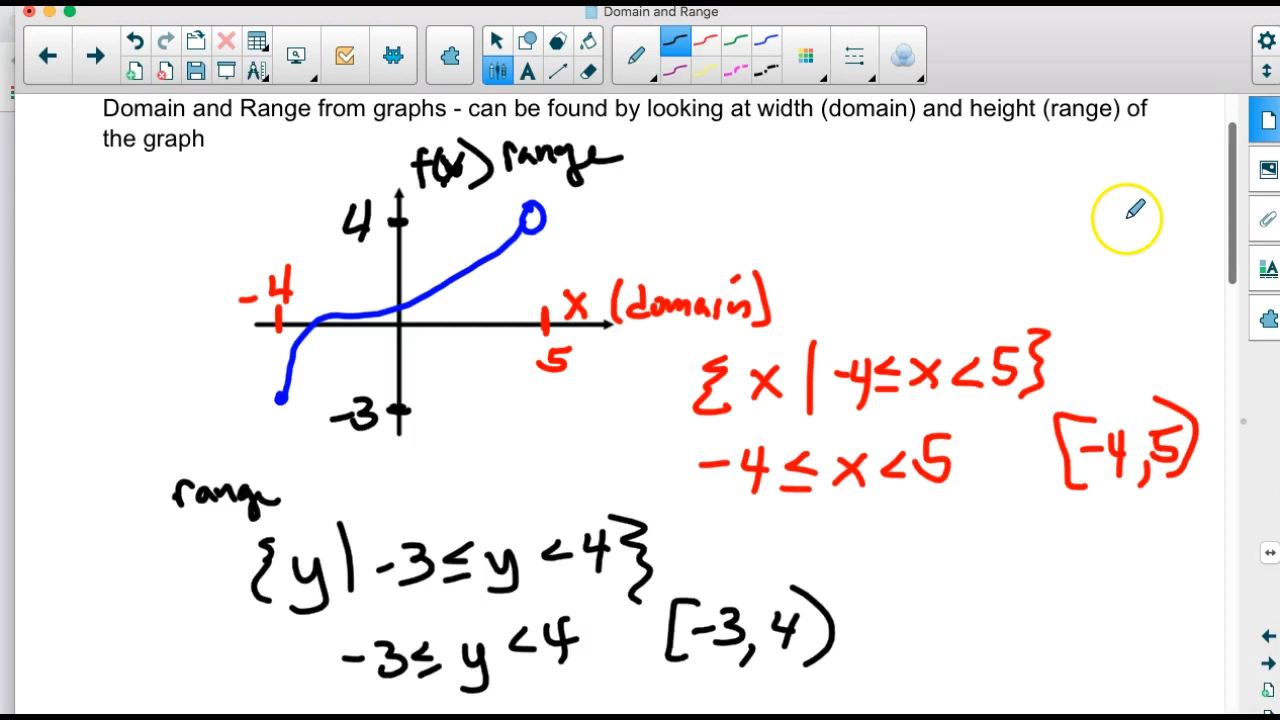 Domain and Range
Domain and Range from graphs - can be found by looking at width (domain) and height (range) of
the graph
f(x) range
4
-4
x (domain)
5
-3
{x | -4≤x<5}
-4≤x<5 [-4,5)
range
{y | -3≤y<4}
-3≤y<4 [-3,4)